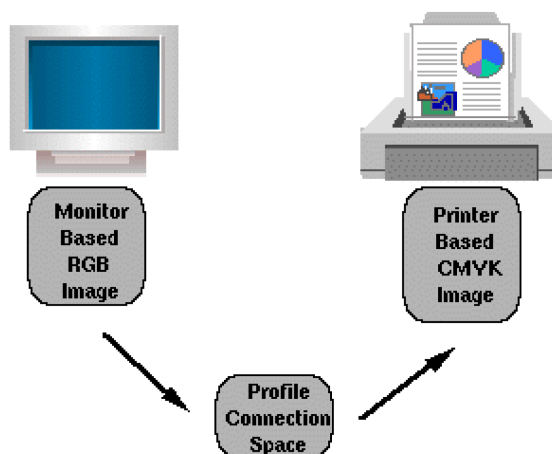 Monitor
Based
RGB
Image
Printer
Based
CMYK
Image
Profile
Connection
Space